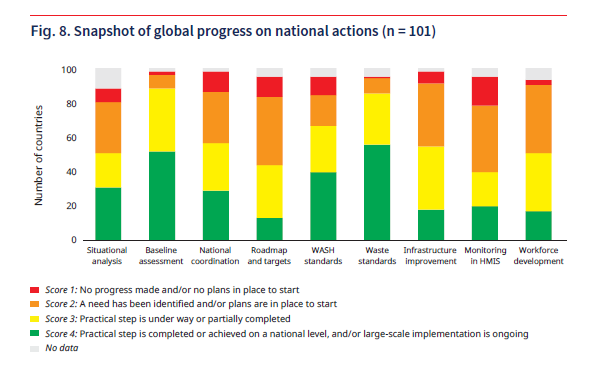 Fig. 8. Snapshot of global progress on national actions (n = 101)
Number of countries
100
80
60
40
20
0
Situational analysis
Baseline assessment
National coordination
Roadmap and targets
WASH standards
Waste standards
Infrastructure improvement
Monitoring in HMIS
Workforce development
Score 1: No progress made and/or no plans in place to start
Score 2: A need has been identified and/or plans are in place to start
Score 3: Practical step is under way or partially completed
Score 4: Practical step is completed or achieved on a national level, and/or large-scale implementation is ongoing
No data